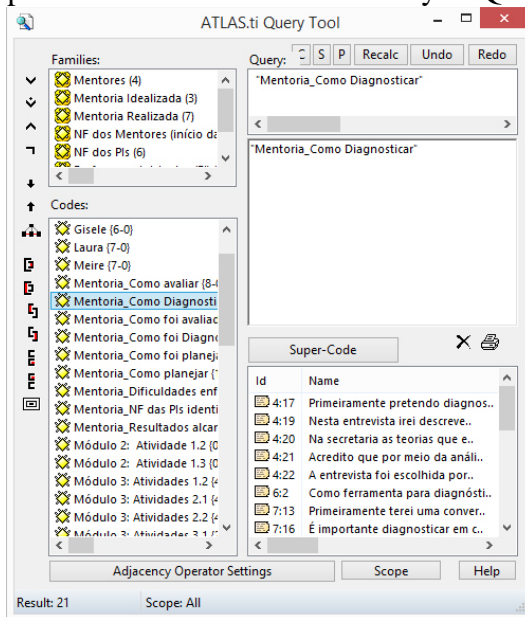 ATLAS.ti Query Tool
Families:
Mentores (4)
Mentoria Idealizada (3)
Mentoria Realizada (7)
NF dos Mentores (início da
NF dos PIs (6)
Codes:
Gisele {6-0}
Laura {7-0}
Meire {7-0}
Mentoria_Como avaliar {8-
Mentoria_Como Diagnosti
Mentoria_Como foi avaliac
Mentoria_Como foi Diagno
Mentoria_Como foi planeja
Mentoria_Como planejar {
Mentoria_Dificuldades enf
Mentoria_NF das PIs identi
Mentoria_Resultados alcar
Módulo 2: Atividade 1.2 {0
Módulo 2: Atividade 1.3 {0
Módulo 3: Atividades 1.2 {4
Módulo 3: Atividades 2.1 {4
Módulo 3: Atividades 2.2 {4
Módulo 3: Atividades 3.1
Query: C S P Recalc Undo Redo
"Mentoria_Como Diagnosticar"
"Mentoria_Como Diagnosticar"
Super-Code
Id Name
4:17 Primeiramente pretendo diagnos..
4:19 Nesta entrevista irei descreve..
4:20 Na secretaria as teorias que e..
4:21 Acredito que por meio da análi..
4:22 A entrevista foi escolhida por..
6:2 Como ferramenta para diagnósti..
7:13 Primeiramente terei uma conver..
7:16 É importante diagnosticar em c..
Adjacency Operator Settings Scope Help
Result: 21 Scope: All